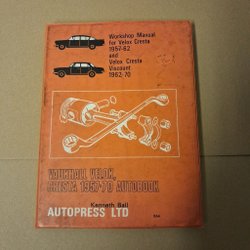 Workshop Manual
for Velox Cresta
1957-62
and
Velox Cresta
Viscount
1962-70
VAUXHALL VELOX,
CRESTA 1957-70 AUTOBOOK
Kenneth Ball
AUTOPRESS LTD